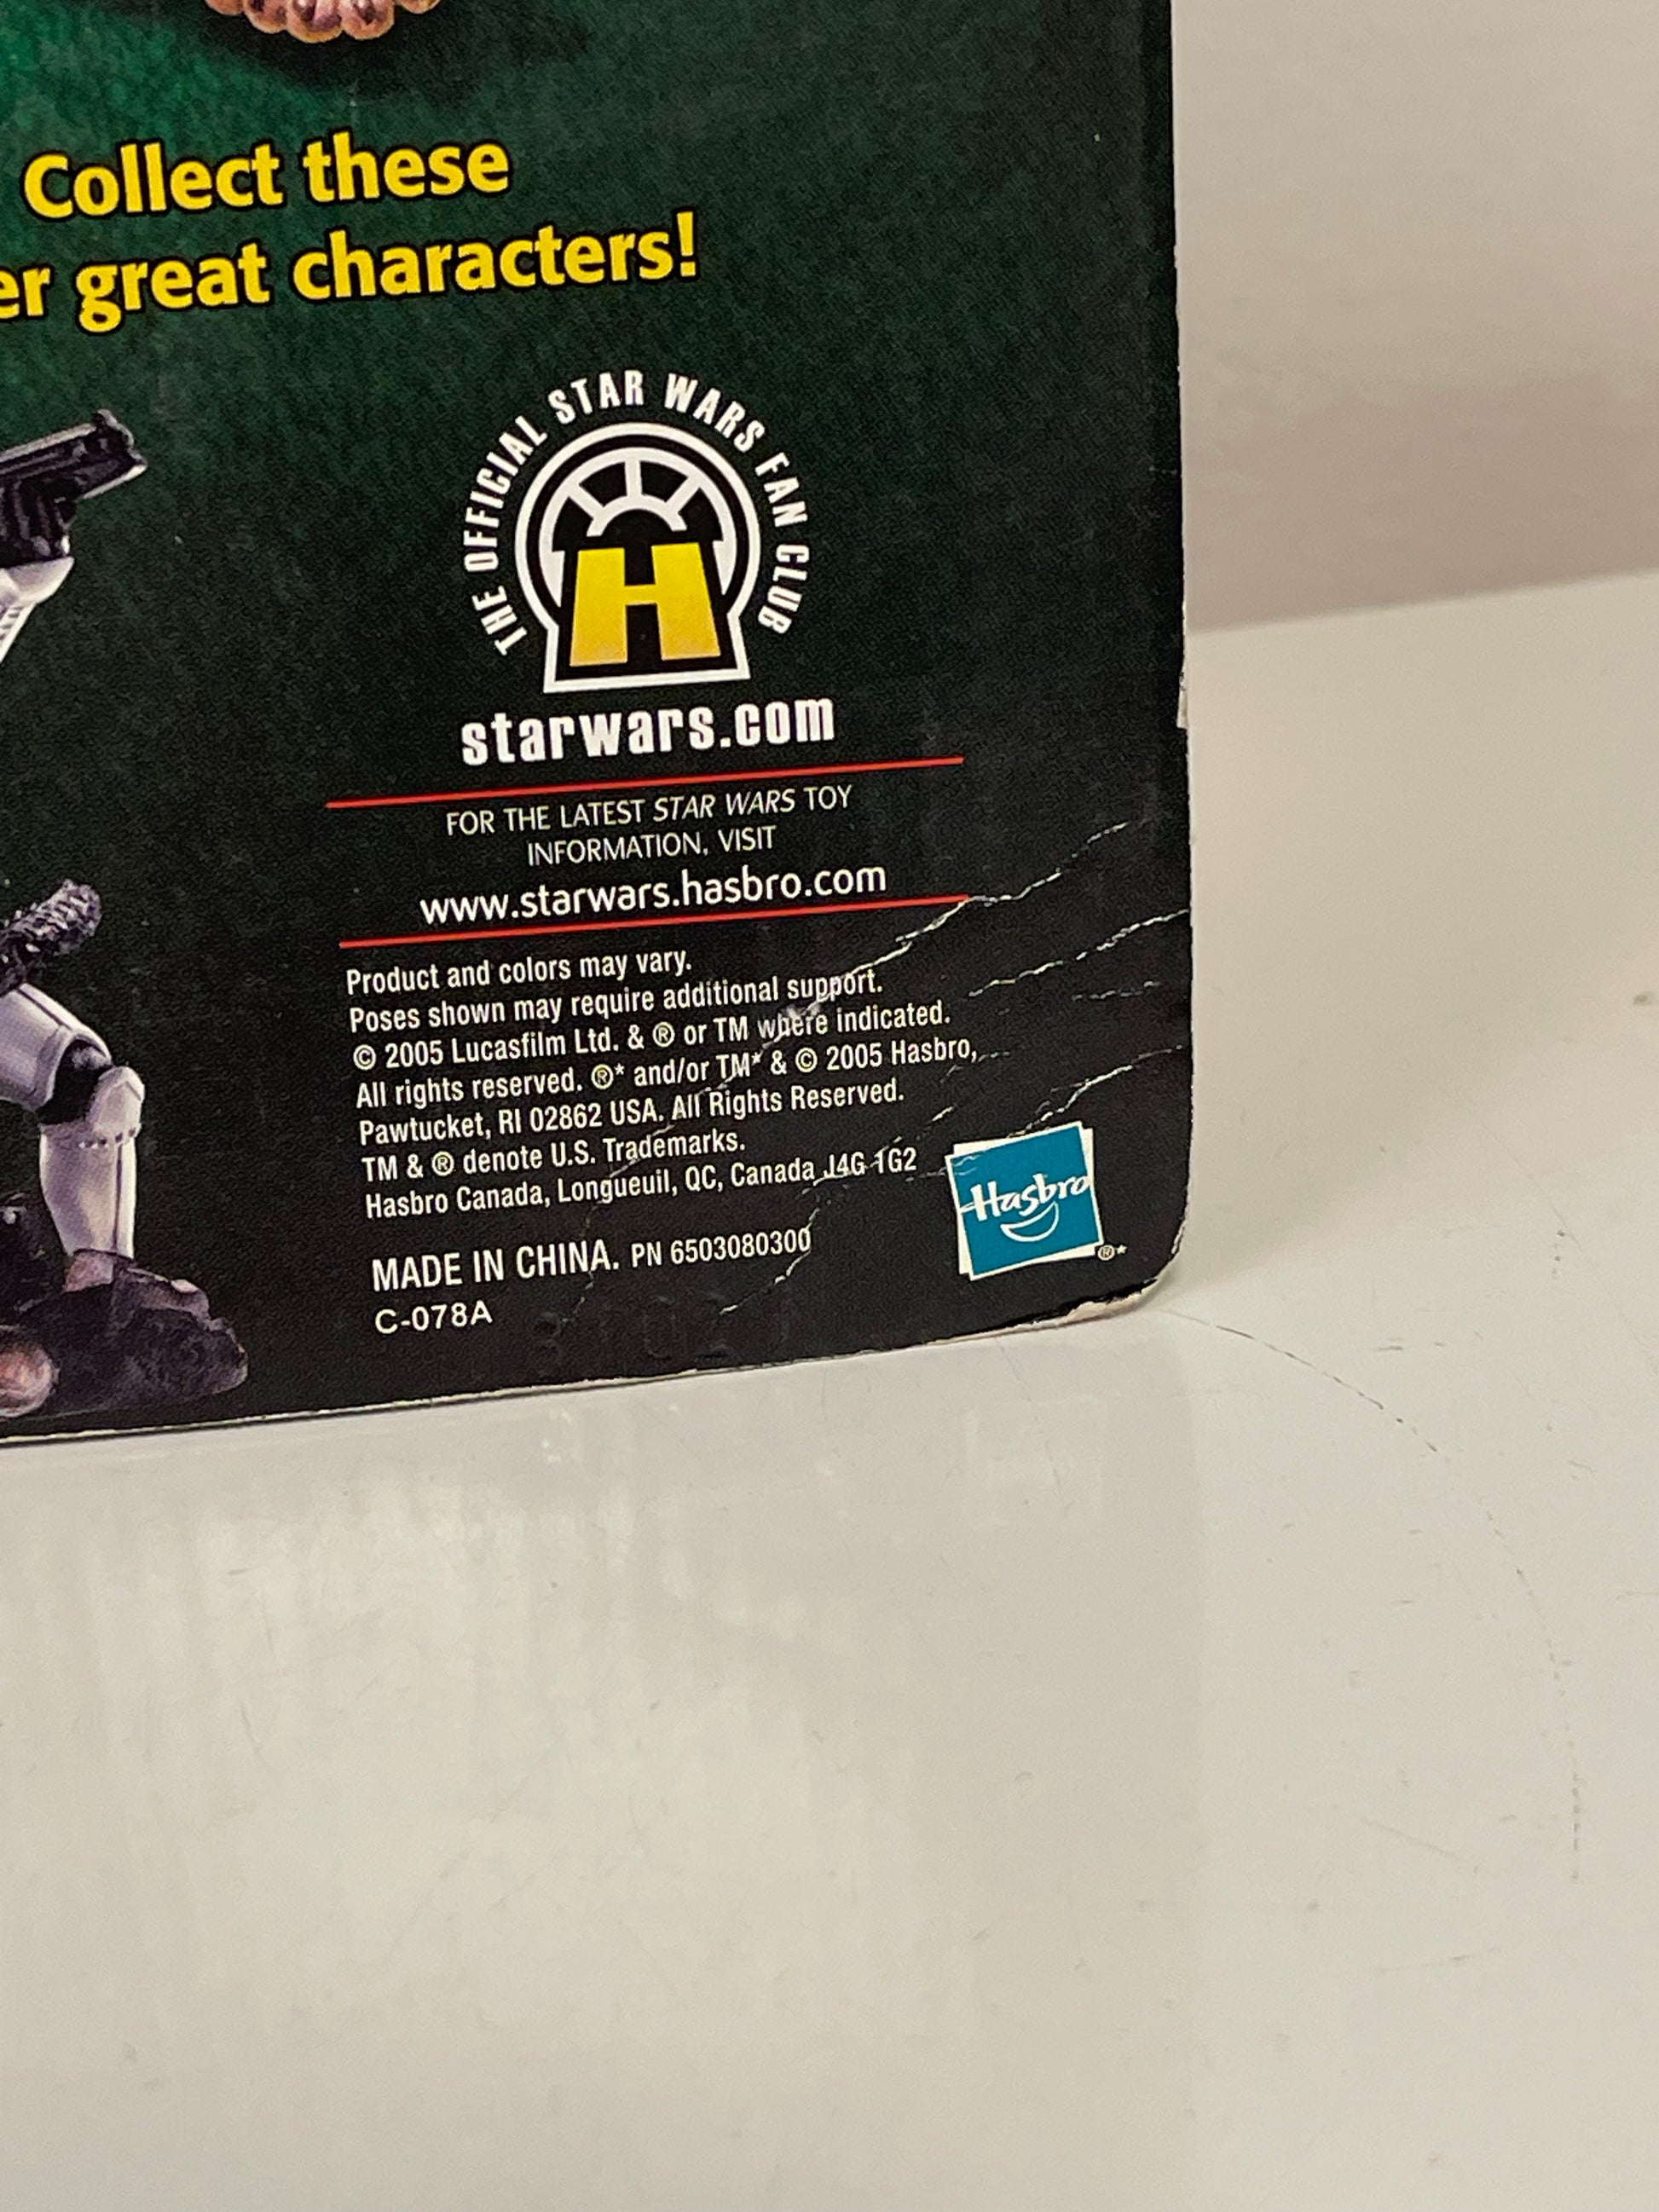 Collect these
er great characters!
THE OFFICIAL STAR WARS FAN CLUB
H
starwars.com
FOR THE LATEST STAR WARS TOY
INFORMATION, VISIT
www.starwars.hasbro.com
Product and colors may vary.
Poses shown may require additional support.
© 2005 Lucasfilm Ltd. & ® or TM where indicated.
All rights reserved. ®* and/or TM* & © 2005 Hasbro,
Pawtucket, RI 02862 USA. All Rights Reserved.
TM & ® denote U.S. Trademarks.
Hasbro Canada, Longueuil, QC, Canada J4G 1G2
Hasbro
®*
MADE IN CHINA. PN 6503080300
C-078A